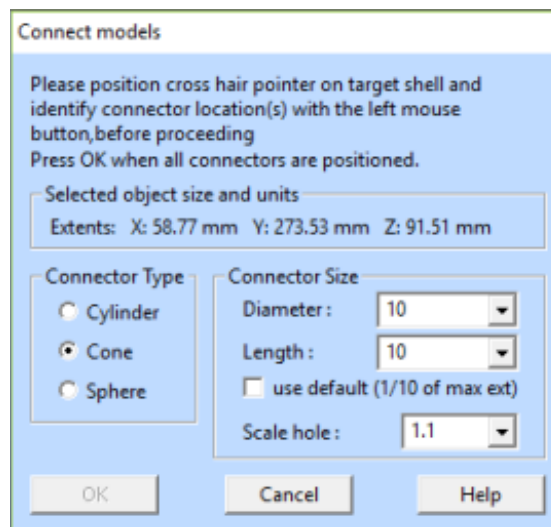 Connect models
Please position cross hair pointer on target shell and
identify connector location(s) with the left mouse
button,before proceeding
Press OK when all connectors are positioned.
Selected object size and units
Extents: X: 58.77 mm Y: 273.53 mm Z: 91.51 mm
Connector Type
Cylinder
Cone
Sphere
Connector Size
Diameter : 10
Length : 10
use default (1/10 of max ext)
Scale hole : 1.1
OK Cancel Help